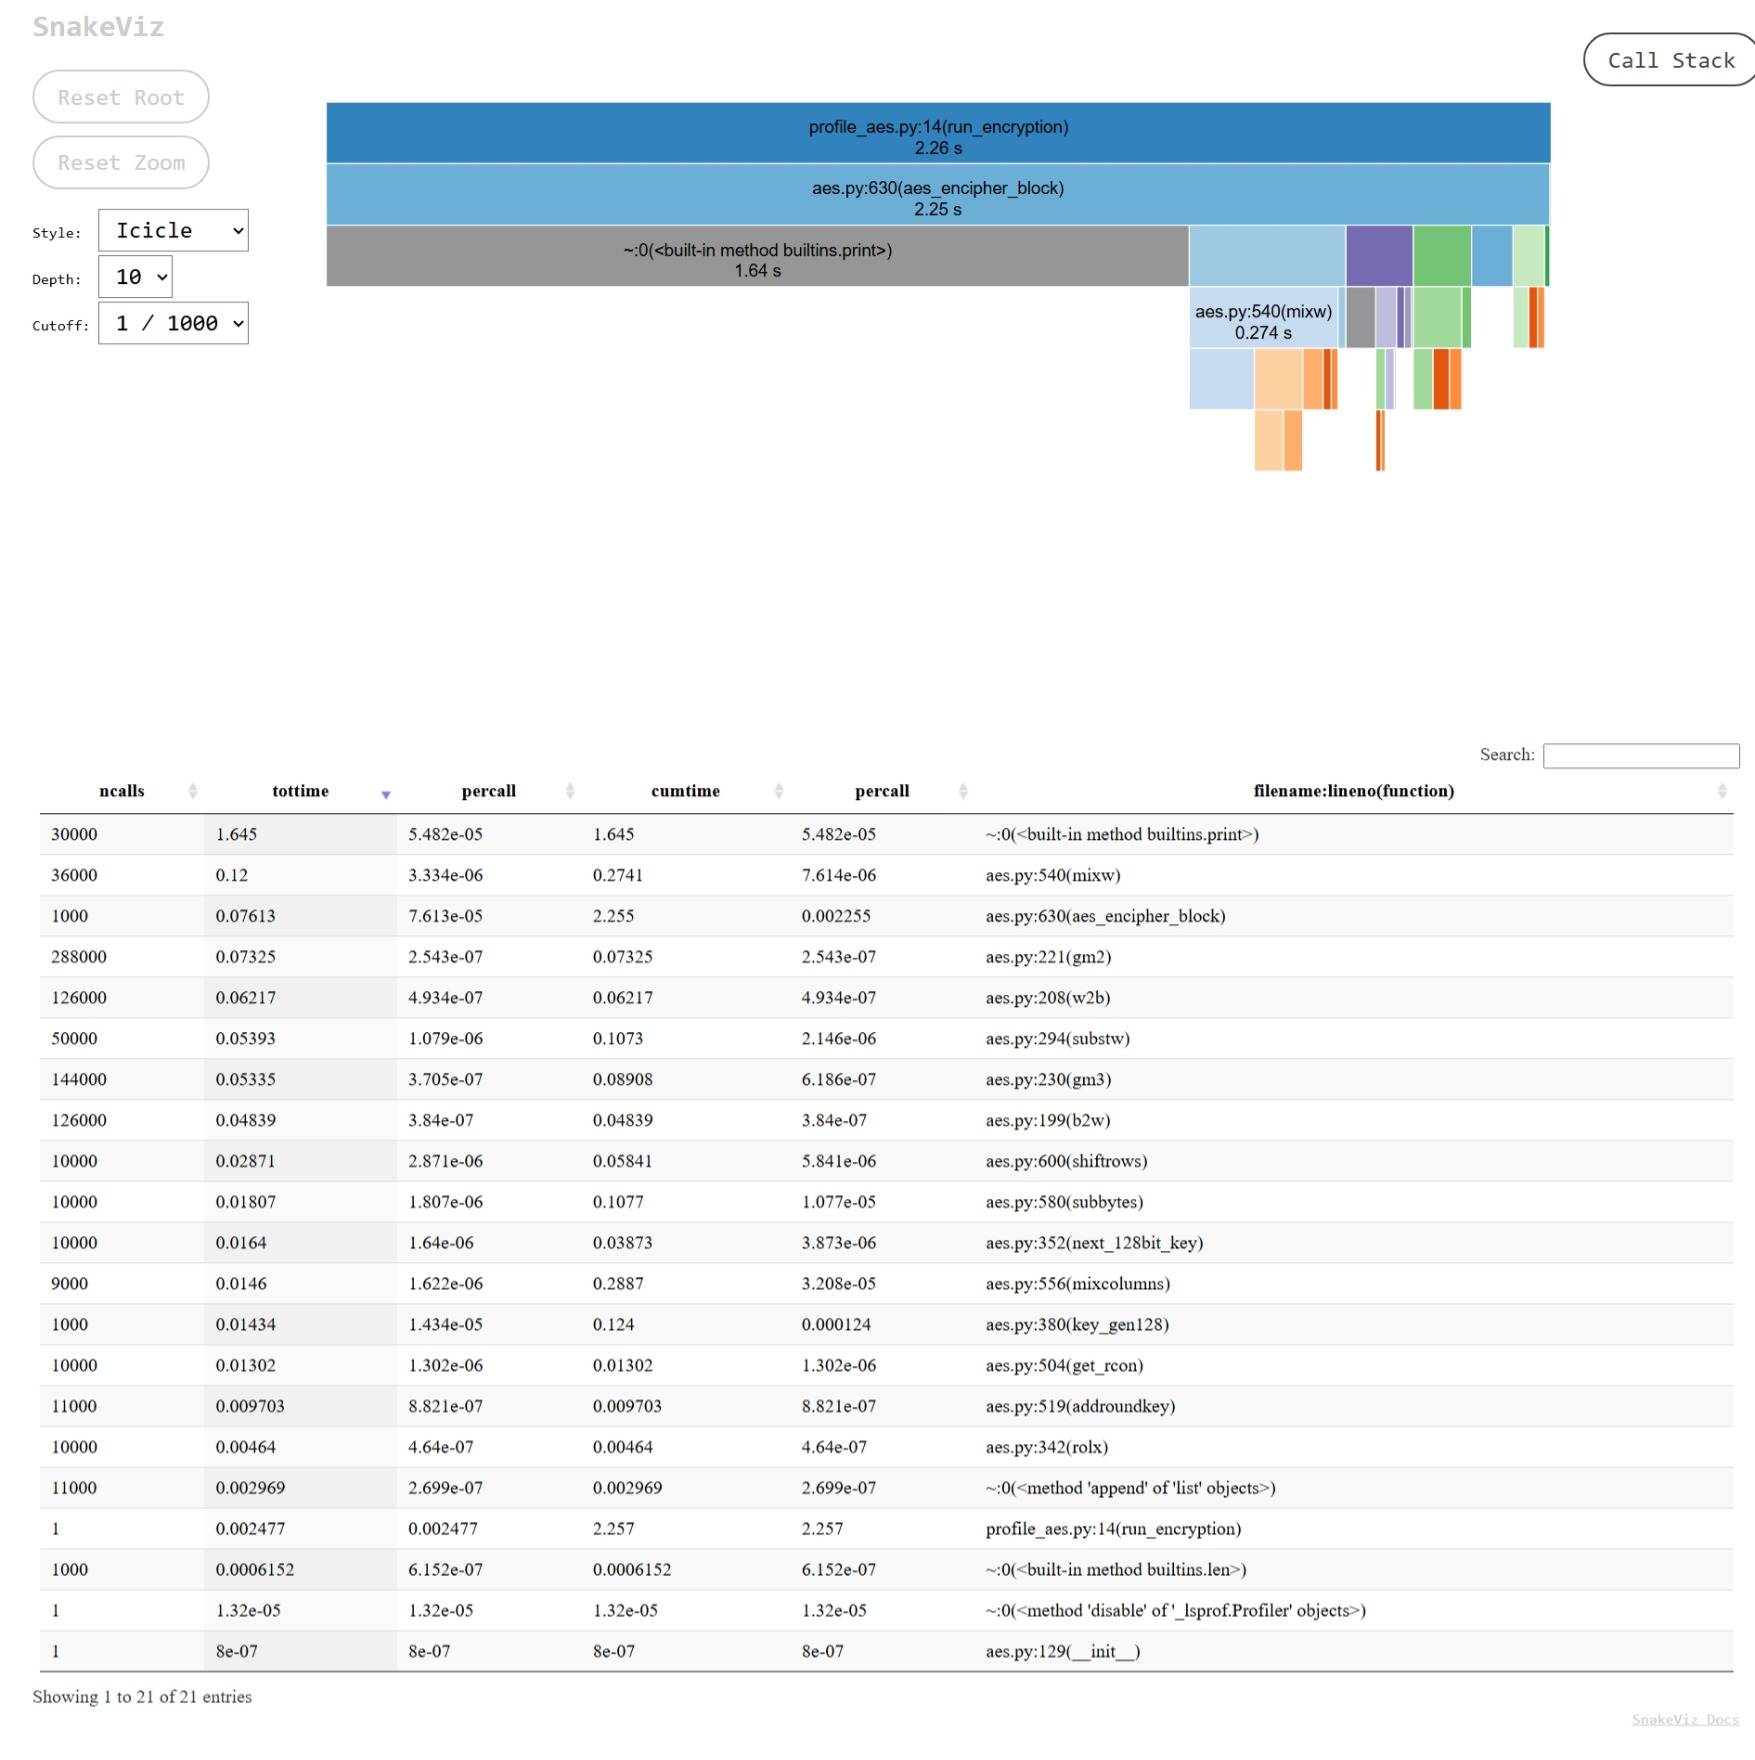 SnakeViz
Call Stack
Reset Root
Reset Zoom
Style: Icicle
Depth: 10
Cutoff: 1 / 1000
profile_aes.py:14(run_encryption)
2.26 s
aes.py:630(aes_encipher_block)
2.25 s
~:0(<built-in method builtins.print>)
1.64 s
aes.py:540(mixw)
0.274 s
Search:
ncalls tottime percall cumtime percall filename:lineno(function)
30000 1.645 5.482e-05 1.645 5.482e-05 ~:0(<built-in method builtins.print>)
36000 0.12 3.334e-06 0.2741 7.614e-06 aes.py:540(mixw)
1000 0.07613 7.613e-05 2.255 0.002255 aes.py:630(aes_encipher_block)
288000 0.07325 2.543e-07 0.07325 2.543e-07 aes.py:221(gm2)
126000 0.06217 4.934e-07 0.06217 4.934e-07 aes.py:208(w2b)
50000 0.05393 1.079e-06 0.1073 2.146e-06 aes.py:294(substw)
144000 0.05335 3.705e-07 0.08908 6.186e-07 aes.py:230(gm3)
126000 0.04839 3.84e-07 0.04839 3.84e-07 aes.py:199(b2w)
10000 0.02871 2.871e-06 0.05841 5.841e-06 aes.py:600(shiftrows)
10000 0.01807 1.807e-06 0.1077 1.077e-05 aes.py:580(subbytes)
10000 0.0164 1.64e-06 0.03873 3.873e-06 aes.py:352(next_128bit_key)
9000 0.0146 1.622e-06 0.2887 3.208e-05 aes.py:556(mixcolumns)
1000 0.01434 1.434e-05 0.124 0.000124 aes.py:380(key_gen128)
10000 0.01302 1.302e-06 0.01302 1.302e-06 aes.py:504(get_rcon)
11000 0.009703 8.821e-07 0.009703 8.821e-07 aes.py:519(addroundkey)
10000 0.00464 4.64e-07 0.00464 4.64e-07 aes.py:342(rolx)
11000 0.002969 2.699e-07 0.002969 2.699e-07 ~:0(<method 'append' of 'list' objects>)
1 0.002477 0.002477 2.257 2.257 profile_aes.py:14(run_encryption)
1000 0.0006152 6.152e-07 0.0006152 6.152e-07 ~:0(<built-in method builtins.len>)
1 1.32e-05 1.32e-05 1.32e-05 1.32e-05 ~:0(<method 'disable' of '_lsprof.Profiler' objects>)
1 8e-07 8e-07 8e-07 8e-07 aes.py:129(__init__)
Showing 1 to 21 of 21 entries
SnakeViz Docs